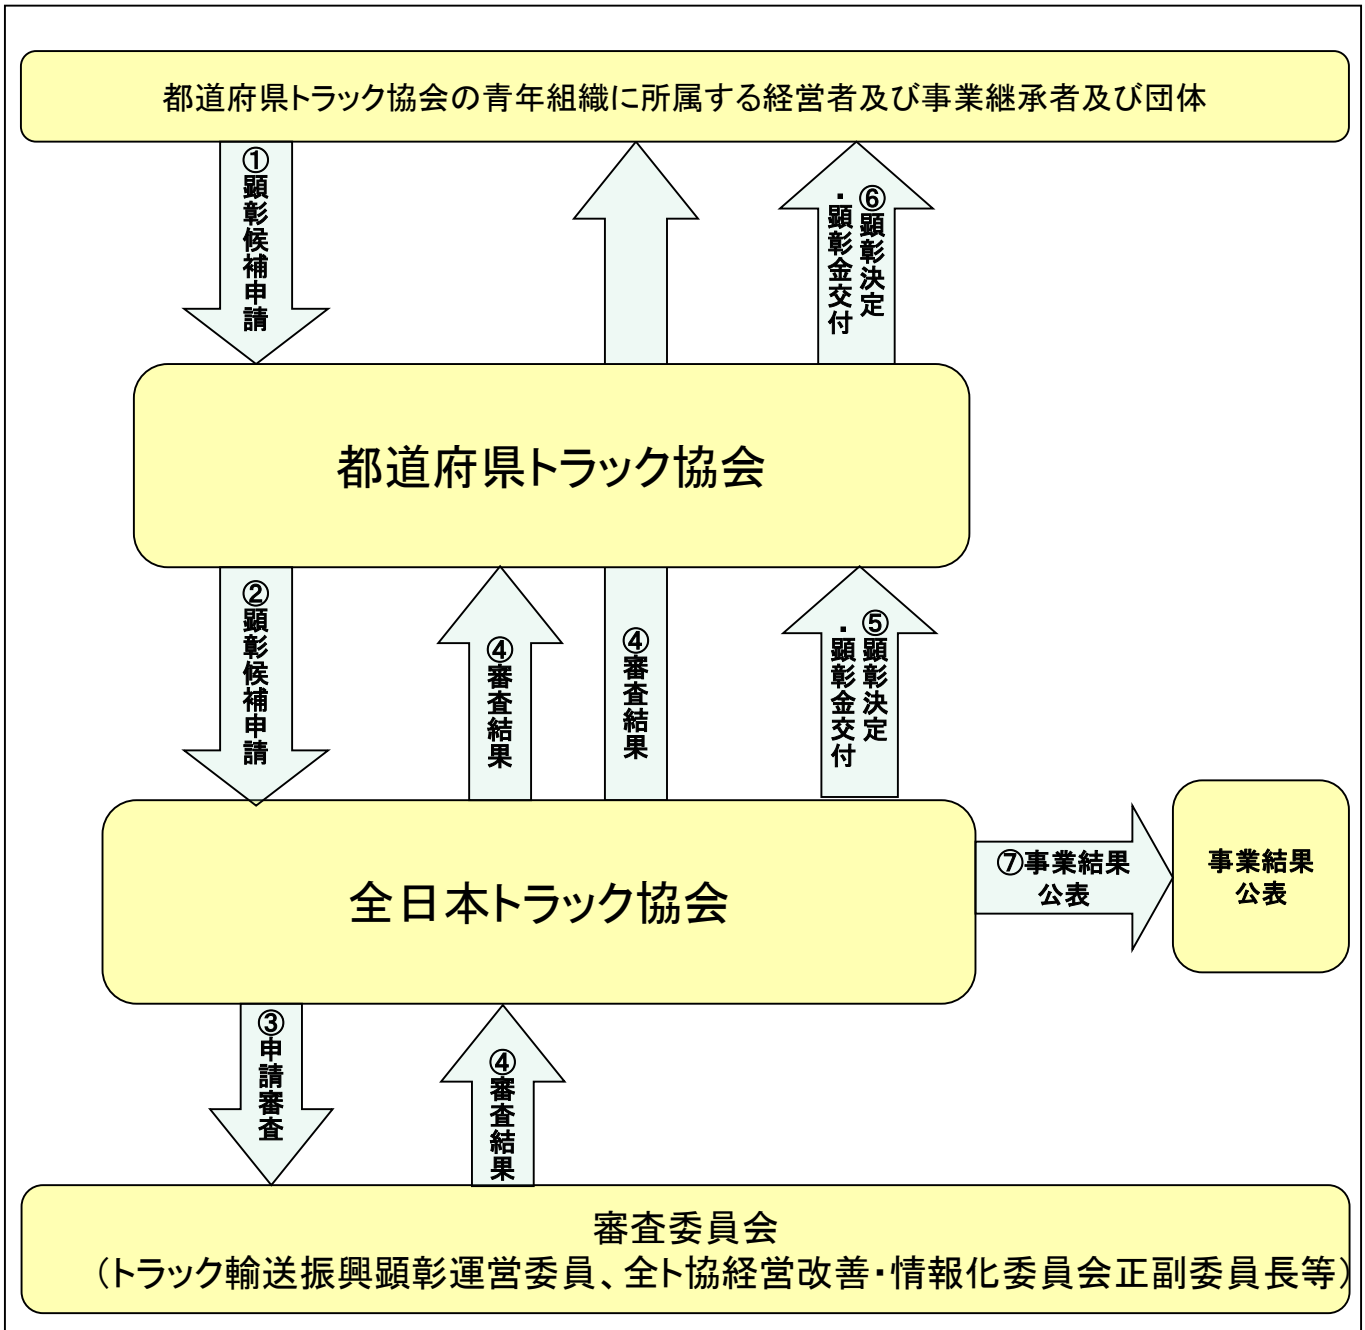 都道府県トラック協会の青年組織に所属する経営者及び事業継承者及び団体
①顕彰候補申請
⑥顕彰決定
・顕彰金交付
都道府県トラック協会
②顕彰候補申請
④審査結果
④審査結果
⑤顕彰決定
・顕彰金交付
全日本トラック協会
⑦事業結果
公表
事業結果
公表
③申請審査
④審査結果
審査委員会
（トラック輸送振興顕彰運営委員、全ト協経営改善・情報化委員会正副委員長等）